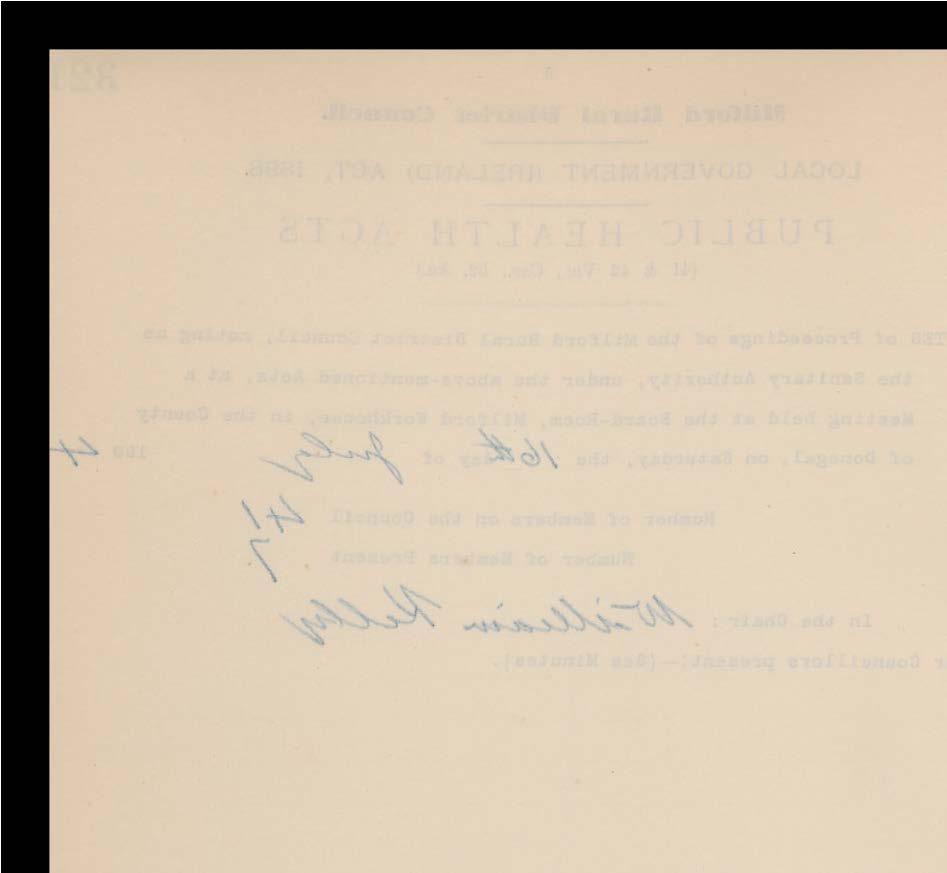 Milford Rural District Council.
LOCAL GOVERNMENT (IRELAND) ACT, 1898.
PUBLIC HEALTH ACTS
(41 & 42 Vic., Cap. 52, &c.)
TES of Proceedings of the Milford Rural District Council, acting as
the Sanitary Authority, under the above-mentioned Acts, at a
Meeting held at the Board-Room, Milford Workhouse, in the County
of Donegal, on Saturday, the 16th day of July 190 4
Number of Members on the Council
Number of Members Present 7
In the Chair: William Kelly
r Councillors present:—(See Minutes).